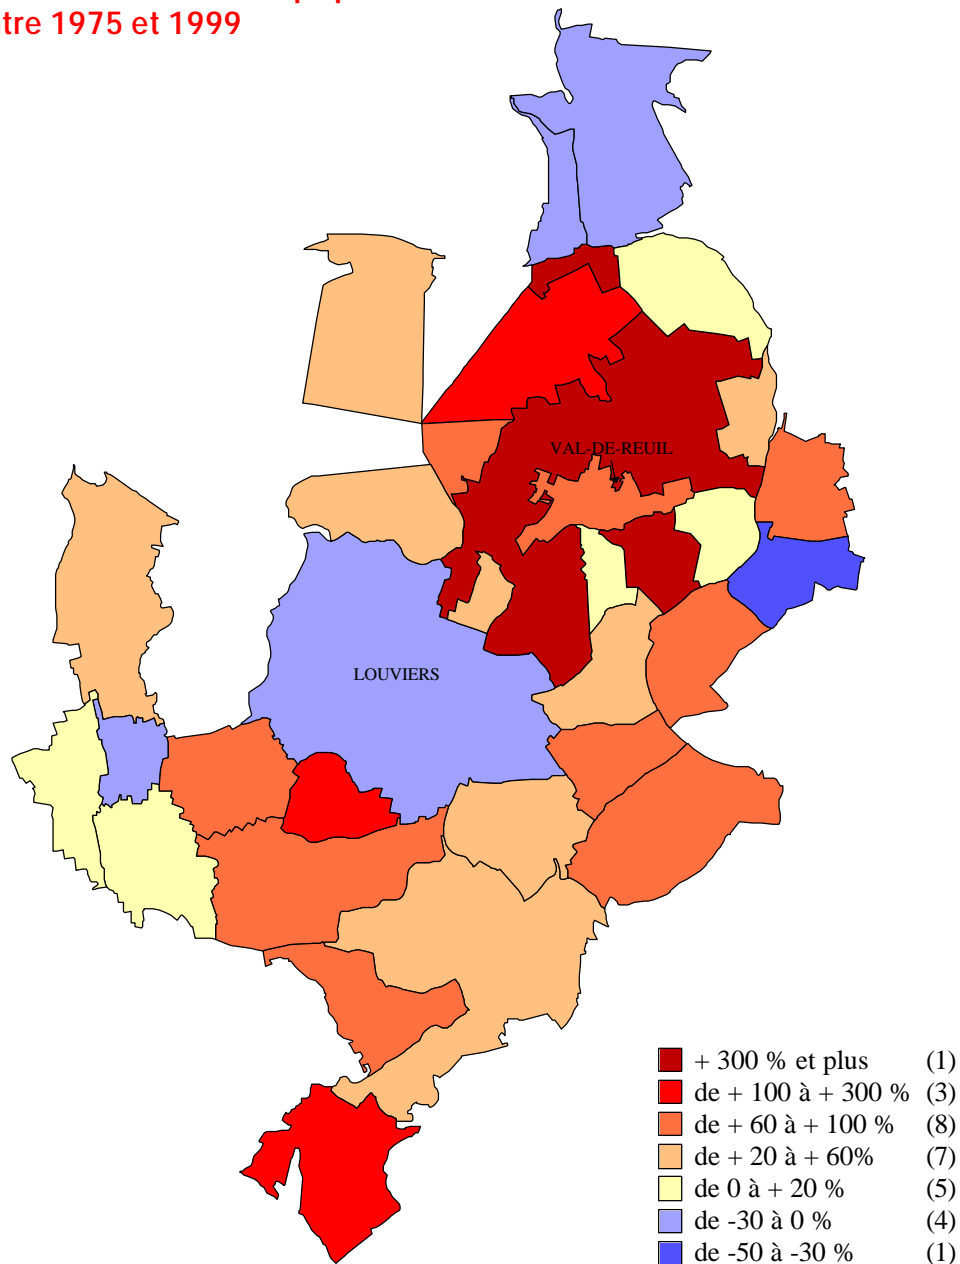 entre 1975 et 1999
VAL-DE-REUIL
LOUVIERS
+ 300 % et plus (1)
de + 100 à + 300 % (3)
de + 60 à + 100 % (8)
de + 20 à + 60% (7)
de 0 à + 20 % (5)
de -30 à 0 % (4)
de -50 à -30 % (1)